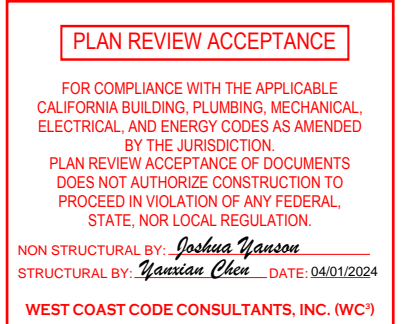 PLAN REVIEW ACCEPTANCE
FOR COMPLIANCE WITH THE APPLICABLE
CALIFORNIA BUILDING, PLUMBING, MECHANICAL,
ELECTRICAL, AND ENERGY CODES AS AMENDED
BY THE JURISDICTION.
PLAN REVIEW ACCEPTANCE OF DOCUMENTS
DOES NOT AUTHORIZE CONSTRUCTION TO
PROCEED IN VIOLATION OF ANY FEDERAL,
STATE, NOR LOCAL REGULATION.
NON STRUCTURAL BY: Joshua Yanson
STRUCTURAL BY: Yanxian Chen DATE: 04/01/2024
WEST COAST CODE CONSULTANTS, INC. (WC³)